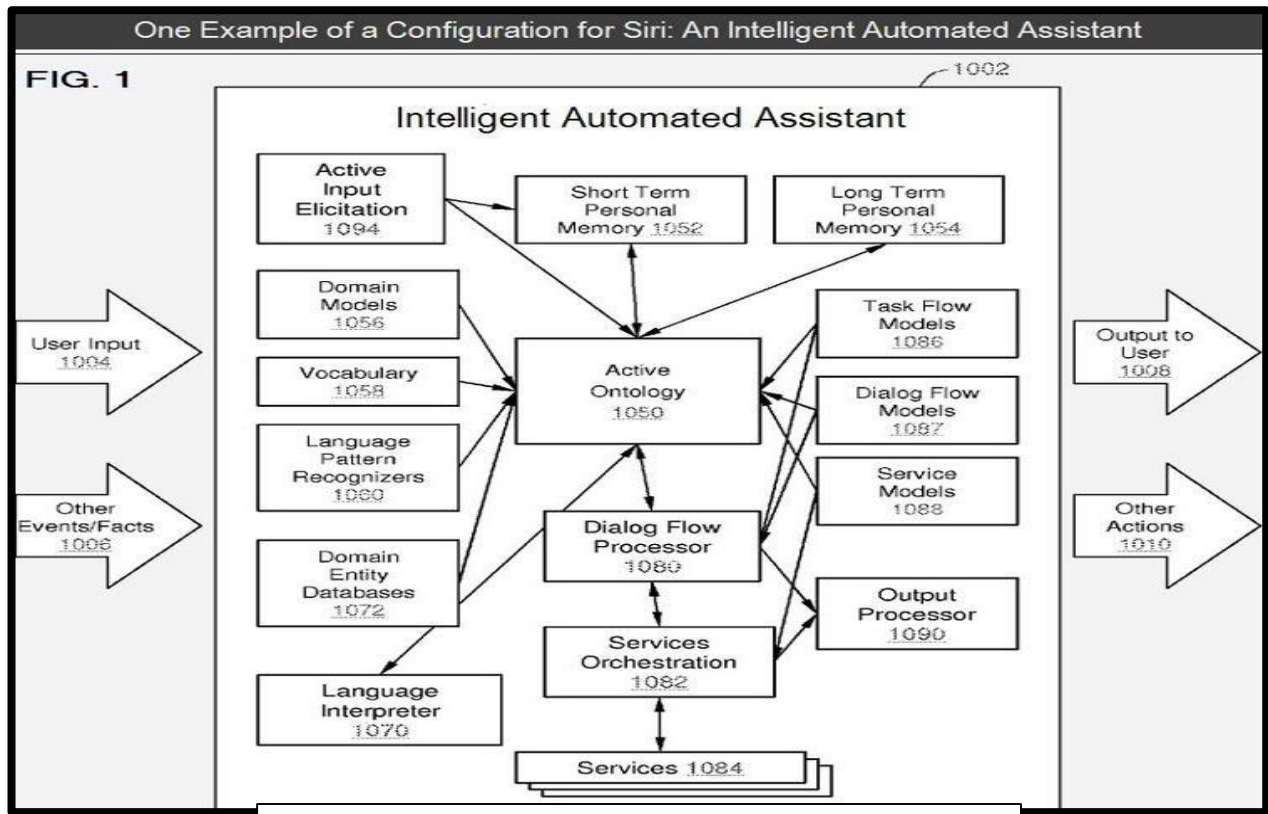 One Example of a Configuration for Siri: An Intelligent Automated Assistant
FIG. 1
1002
Intelligent Automated Assistant
Active
Input
Elicitation
1094
Short Term
Personal
Memory 1052
Long Term
Personal
Memory 1054
Domain
Models
1056
Task Flow
Models
1086
User Input
1004
Active
Ontology
1050
Output to
User
1008
Vocabulary
1058
Dialog Flow
Models
1087
Language
Pattern
Recognizers
1060
Service
Models
1088
Other
Events/Facts
1006
Dialog Flow
Processor
1080
Other
Actions
1010
Domain
Entity
Databases
1072
Output
Processor
1090
Services
Orchestration
1082
Language
Interpreter
1070
Services 1084